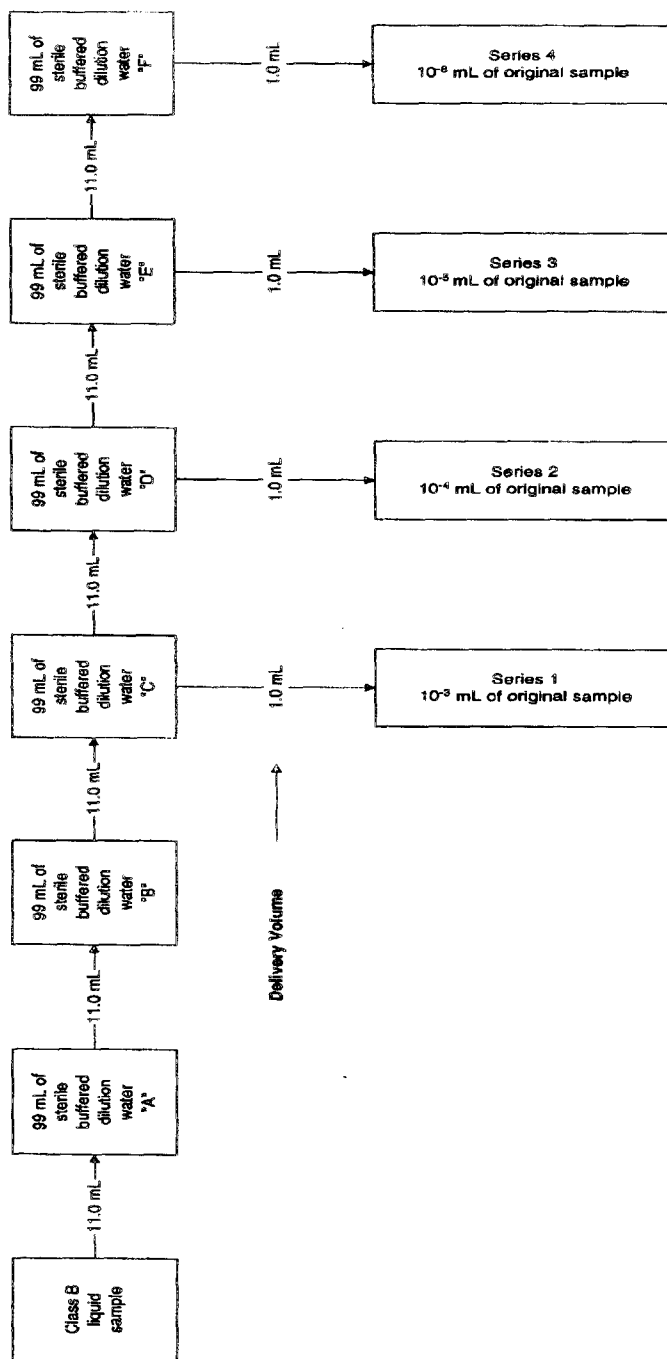 Class B
liquid
sample
11.0 mL
99 mL of
sterile
buffered
dilution
water
"A"
11.0 mL
99 mL of
sterile
buffered
dilution
water
"B"
11.0 mL
99 mL of
sterile
buffered
dilution
water
"C"
11.0 mL
99 mL of
sterile
buffered
dilution
water
"D"
11.0 mL
99 mL of
sterile
buffered
dilution
water
"E"
11.0 mL
99 mL of
sterile
buffered
dilution
water
"F"
Delivery Volume
1.0 mL
1.0 mL
1.0 mL
1.0 mL
Series 1
10⁻³ mL of original sample
Series 2
10⁻⁴ mL of original sample
Series 3
10⁻⁵ mL of original sample
Series 4
10⁻⁶ mL of original sample